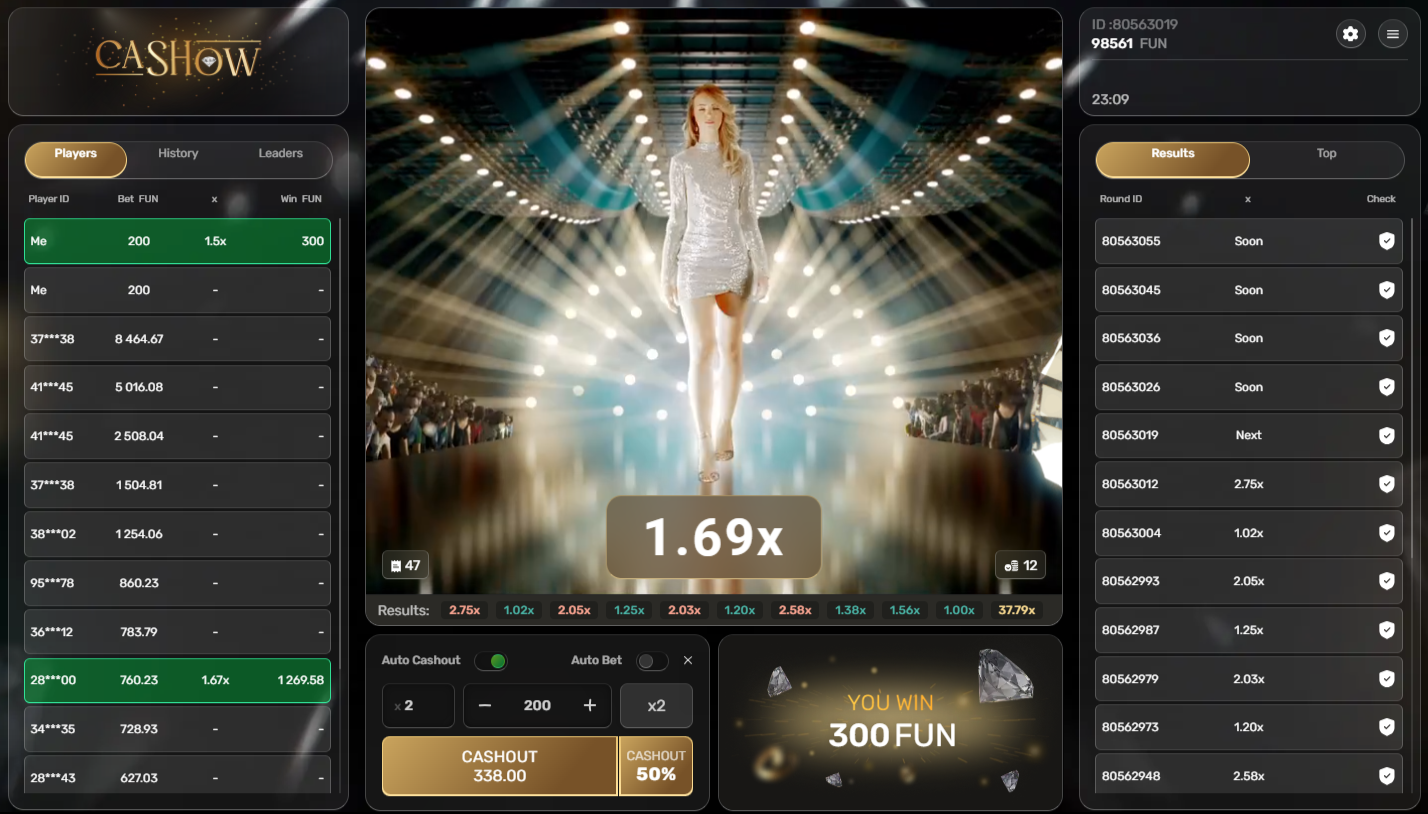 CASHOW
Players History Leaders
Player ID Bet FUN x Win FUN
Me 200 1.5x 300
Me 200 - -
37***38 8 464.67 - -
41***45 5 016.08 - -
41***45 2 508.04 - -
37***38 1 504.81 - -
38***02 1 254.06 - -
95***78 860.23 - -
36***12 783.79 - -
28***00 760.23 1.67x 1 269.58
34***35 728.93 - -
28***43 627.03 - -
1.69x
47
12
Results: 2.75x 1.02x 2.05x 1.25x 2.03x 1.20x 2.58x 1.38x 1.56x 1.00x 37.79x
Auto Cashout Auto Bet ×
x 2 − 200 + x2
CASHOUT
338.00
CASHOUT
50%
YOU WIN
300 FUN
ID :80563019
98561 FUN
23:09
Results Top
Round ID x Check
80563055 Soon
80563045 Soon
80563036 Soon
80563026 Soon
80563019 Next
80563012 2.75x
80563004 1.02x
80562993 2.05x
80562987 1.25x
80562979 2.03x
80562973 1.20x
80562948 2.58x